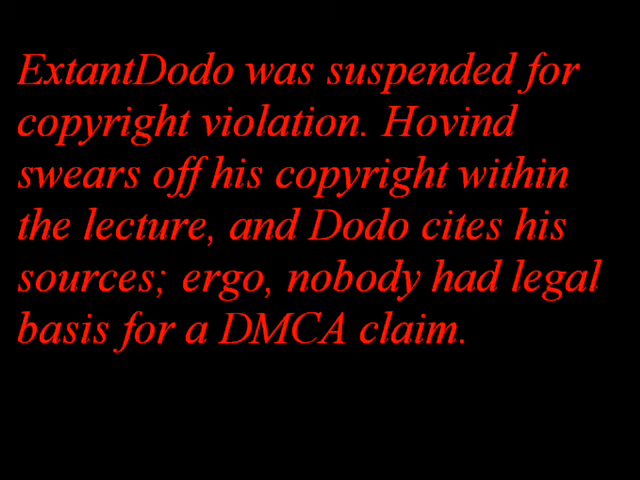 ExtantDodo was suspended for
copyright violation. Hovind
swears off his copyright within
the lecture, and Dodo cites his
sources; ergo, nobody had legal
basis for a DMCA claim.